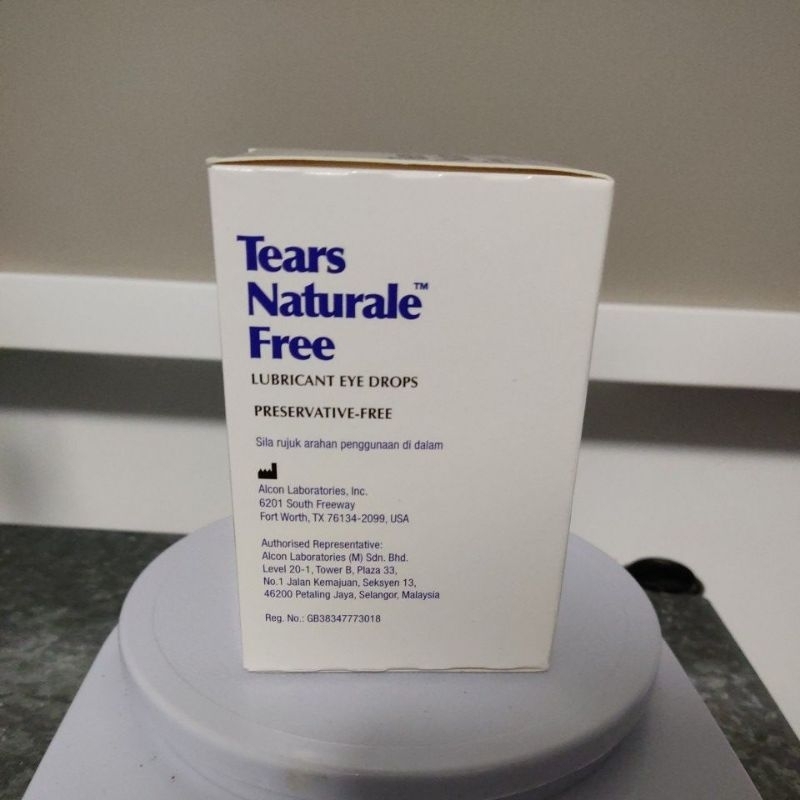 Tears
Naturale™
Free
LUBRICANT EYE DROPS
PRESERVATIVE-FREE
Sila rujuk arahan penggunaan di dalam
Alcon Laboratories, Inc.
6201 South Freeway
Fort Worth, TX 76134-2099, USA
Authorised Representative:
Alcon Laboratories (M) Sdn. Bhd.
Level 20-1, Tower B, Plaza 33,
No.1 Jalan Kemajuan, Seksyen 13,
46200 Petaling Jaya, Selangor, Malaysia
Reg. No.: GB38347773018